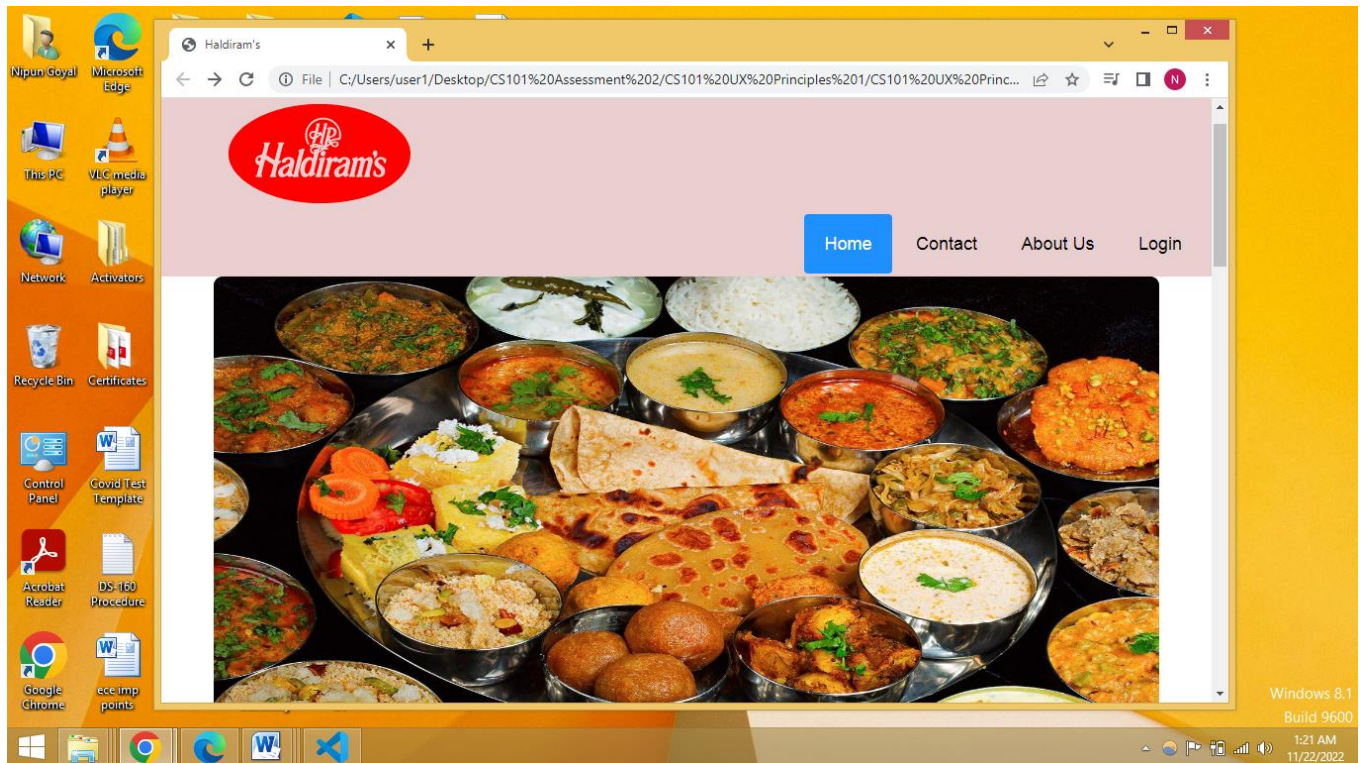 Nipun Goyal
Microsoft
Edge
This PC
VLC media
player
Network
Activators
Recycle Bin
Certificates
Control
Panel
Covid Test
Template
Acrobat
Reader
DS-160
Procedure
Google
Chrome
ece imp
points
Haldiram's
File
C:/Users/user1/Desktop/CS101%20Assessment%202/CS101%20UX%20Principles%201/CS101%20UX%20Princ...
N
HR
Haldiram's
Home Contact About Us Login
Windows 8.1
Build 9600
1:21 AM
11/22/2022